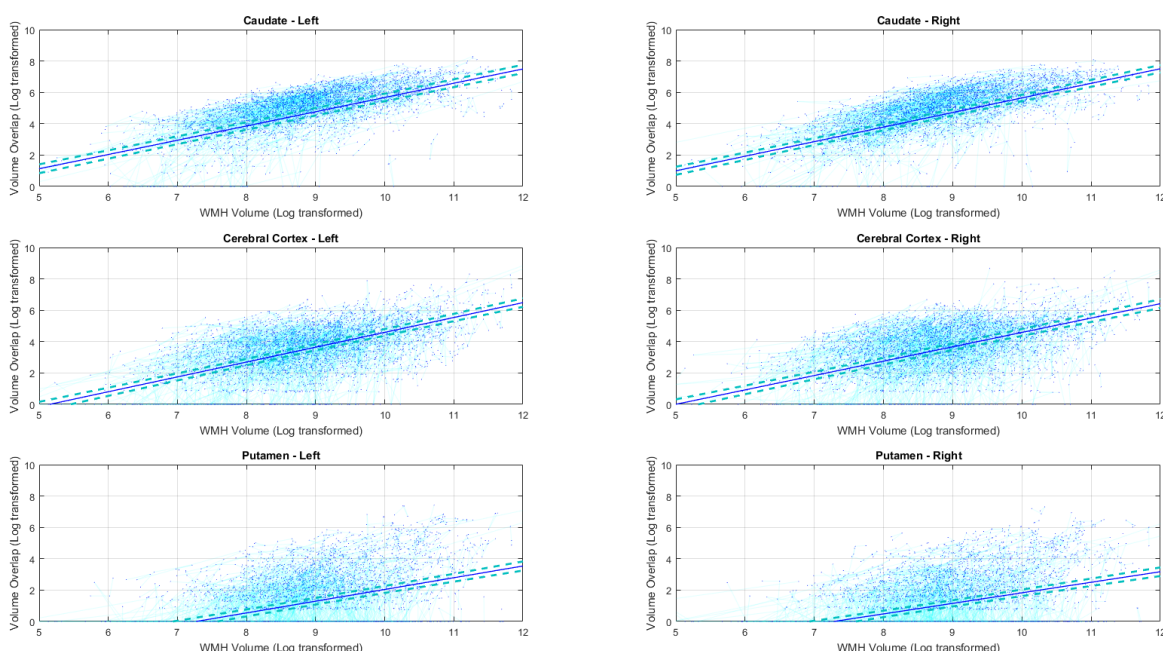 Caudate - Left
Volume Overlap (Log transformed)
10
8
6
4
2
0
5 6 7 8 9 10 11 12
WMH Volume (Log transformed)
Caudate - Right
Volume Overlap (Log transformed)
10
8
6
4
2
0
5 6 7 8 9 10 11 12
WMH Volume (Log transformed)
Cerebral Cortex - Left
Volume Overlap (Log transformed)
10
8
6
4
2
0
5 6 7 8 9 10 11 12
WMH Volume (Log transformed)
Cerebral Cortex - Right
Volume Overlap (Log transformed)
10
8
6
4
2
0
5 6 7 8 9 10 11 12
WMH Volume (Log transformed)
Putamen - Left
Volume Overlap (Log transformed)
10
8
6
4
2
0
5 6 7 8 9 10 11 12
WMH Volume (Log transformed)
Putamen - Right
Volume Overlap (Log transformed)
10
8
6
4
2
0
5 6 7 8 9 10 11 12
WMH Volume (Log transformed)